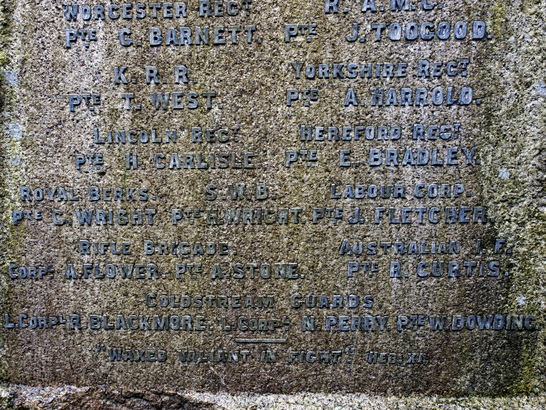 WORCESTER REGT. R.A.M.C.
PTE C. BARNETT. PTE J. TOOGOOD.
K.R.R. YORKSHIRE REGT
PTE T. WEST. PTE A. HARROLD.
LINCOLN REGT. HEREFORD REGT.
PTE H. CARLISLE. PTE E. BRADLEY.
ROYAL BERKS. S.W.B. LABOUR CORP.
PTE C. WRIGHT. PTE H. WRIGHT. PTE J. FLETCHER.
RIFLE BRIGADE. AUSTRALIAN I.F.
CORPL A. FLOWER. PTE A. STONE. PTE R. CURTIS.
COLDSTREAM GUARDS.
L. CORPL R. BLACKMORE. L. CORPL N. PERRY. PTE W. DOWDING.
"WAXED VALIANT IN FIGHT" HEB: XI